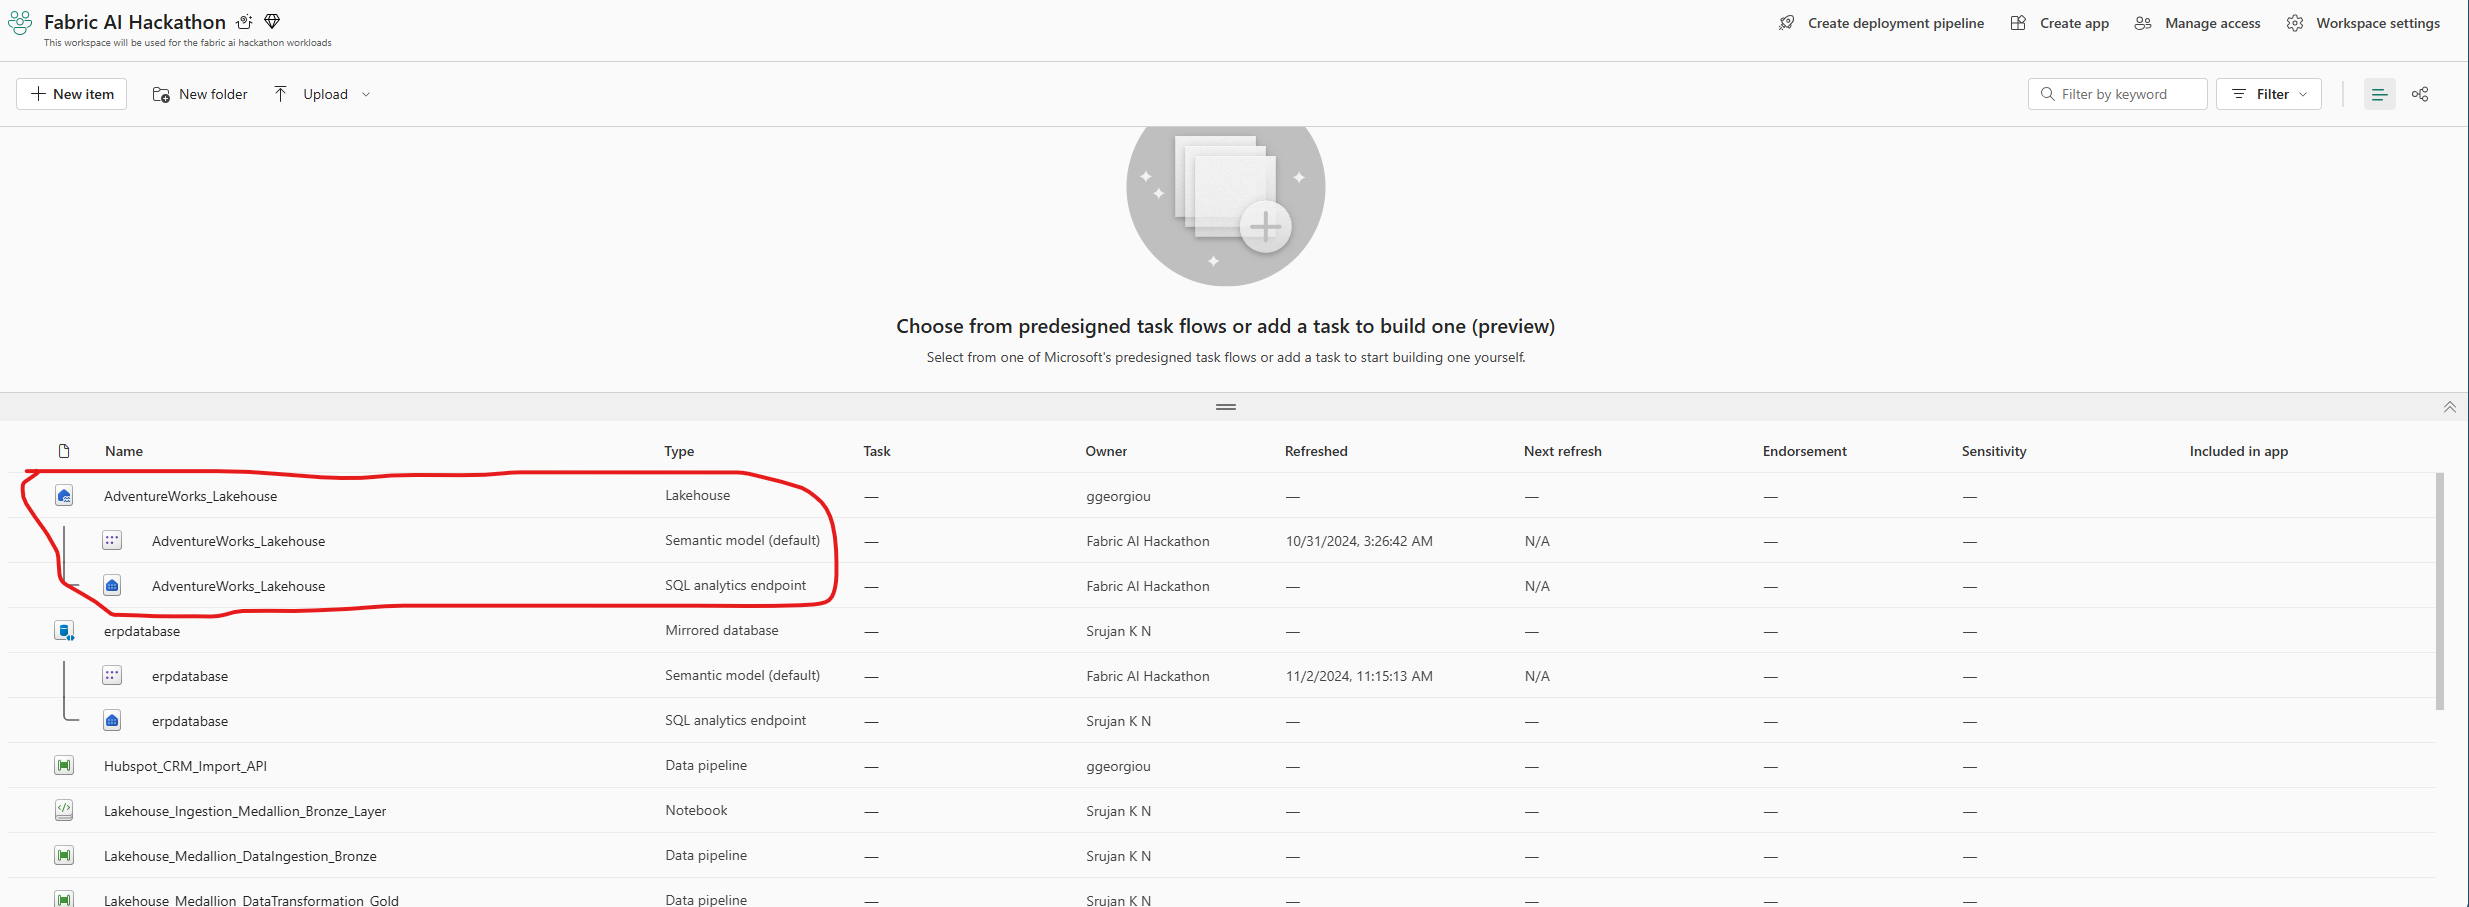 Fabric AI Hackathon
This workspace will be used for the fabric ai hackathon workloads
Create deployment pipeline Create app Manage access Workspace settings
New item New folder Upload Filter by keyword Filter
Choose from predesigned task flows or add a task to build one (preview)
Select from one of Microsoft's predesigned task flows or add a task to start building one yourself.
Name Type Task Owner Refreshed Next refresh Endorsement Sensitivity Included in app
AdventureWorks_Lakehouse Lakehouse — ggeorgiou — — — —
AdventureWorks_Lakehouse Semantic model (default) — Fabric AI Hackathon 10/31/2024, 3:26:42 AM N/A — —
AdventureWorks_Lakehouse SQL analytics endpoint — Fabric AI Hackathon — N/A — —
erpdatabase Mirrored database — Srujan K N — — — —
erpdatabase Semantic model (default) — Fabric AI Hackathon 11/2/2024, 11:15:13 AM N/A — —
erpdatabase SQL analytics endpoint — Srujan K N — — — —
Hubspot_CRM_Import_API Data pipeline — ggeorgiou — — — —
Lakehouse_Ingestion_Medallion_Bronze_Layer Notebook — Srujan K N — — — —
Lakehouse_Medallion_DataIngestion_Bronze Data pipeline — Srujan K N — — — —
Lakehouse_Medallion_DataTransformation_Gold Data pipeline — Srujan K N — — — —